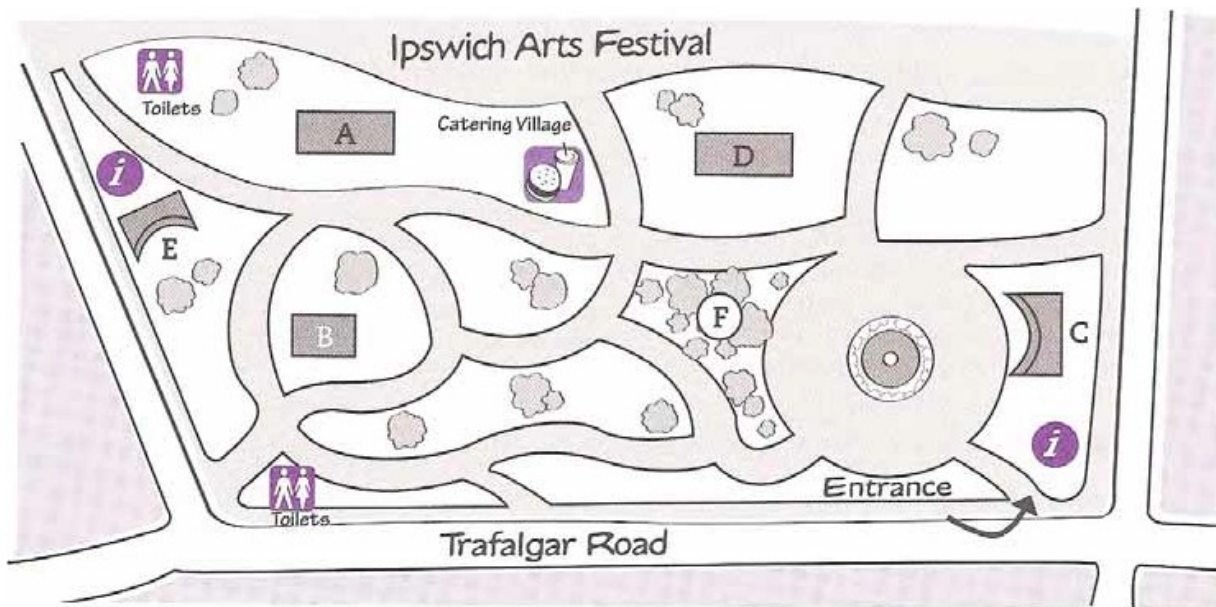 Ipswich Arts Festival
Toilets
A
Catering Village
D
i
E
B
F
C
i
Entrance
Toilets
Trafalgar Road